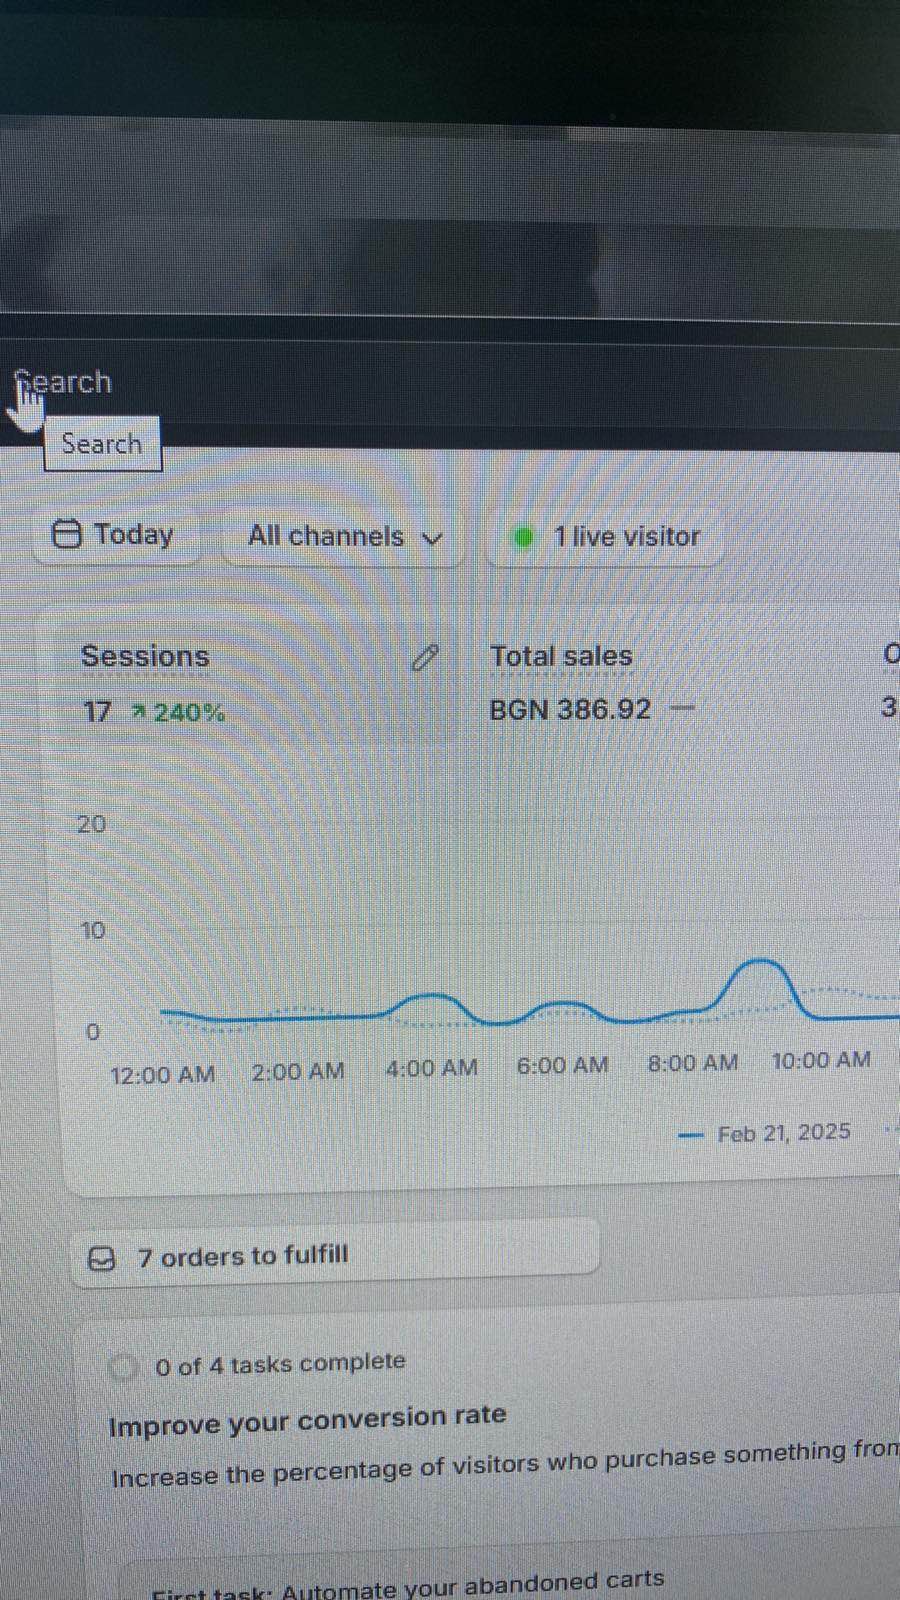 Search
Search
Today
All channels
1 live visitor
Sessions
Total sales
17 ↗ 240%
BGN 386.92 —
3
20
10
0
12:00 AM 2:00 AM 4:00 AM 6:00 AM 8:00 AM 10:00 AM
Feb 21, 2025
7 orders to fulfill
0 of 4 tasks complete
Improve your conversion rate
Increase the percentage of visitors who purchase something from
First task: Automate your abandoned carts